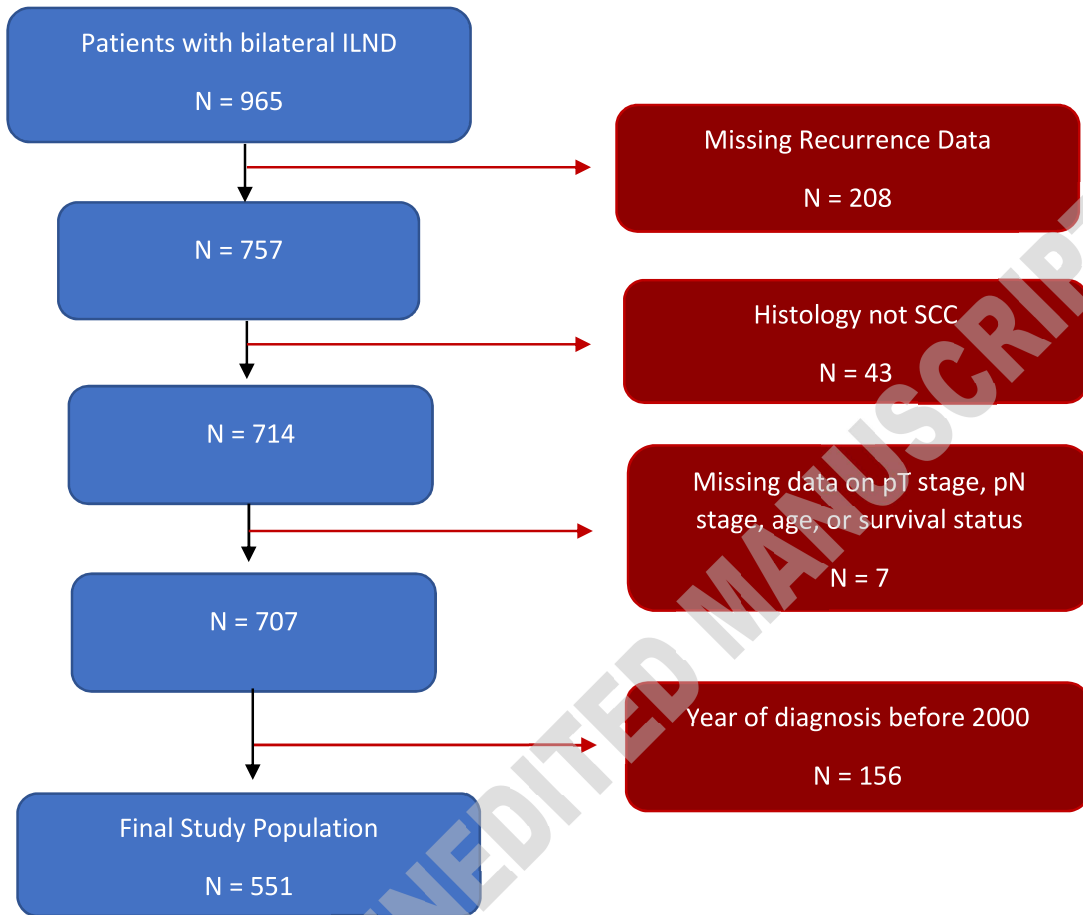 Patients with bilateral ILND
N = 965
Missing Recurrence Data
N = 208
N = 757
Histology not SCC
N = 43
N = 714
Missing data on pT stage, pN
stage, age, or survival status
N = 7
N = 707
Year of diagnosis before 2000
N = 156
Final Study Population
N = 551
NEDITED MANUSCRIPT